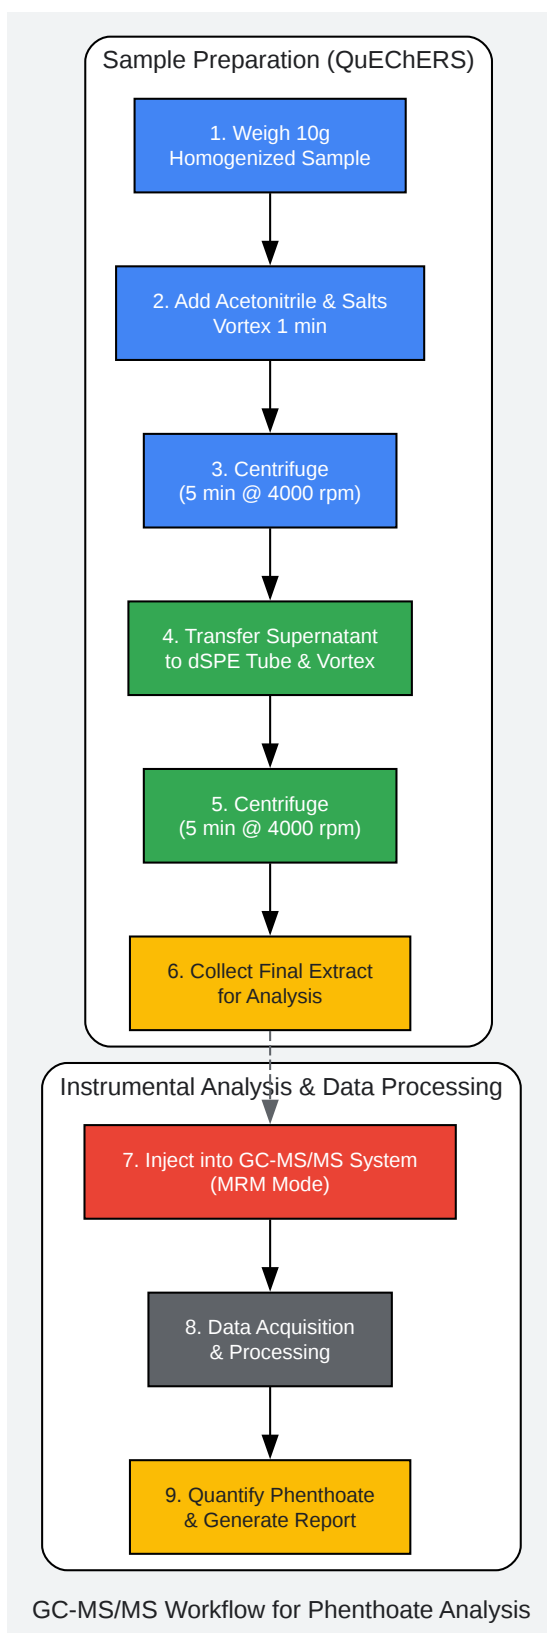 Sample Preparation (QuEChERS)
1. Weigh 10g
Homogenized Sample
2. Add Acetonitrile & Salts
Vortex 1 min
3. Centrifuge
(5 min @ 4000 rpm)
4. Transfer Supernatant
to dSPE Tube & Vortex
5. Centrifuge
(5 min @ 4000 rpm)
6. Collect Final Extract
for Analysis
Instrumental Analysis & Data Processing
7. Inject into GC-MS/MS System
(MRM Mode)
8. Data Acquisition
& Processing
9. Quantify Phenthoate
& Generate Report
GC-MS/MS Workflow for Phenthoate Analysis